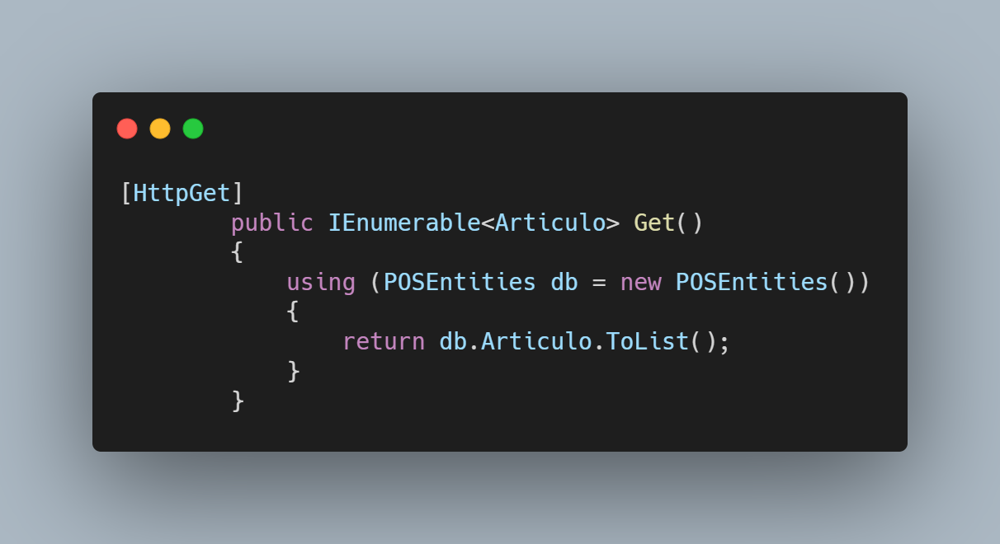 [HttpGet]
        public IEnumerable<Articulo> Get()
        {
            using (POSEntities db = new POSEntities())
            {
                return db.Articulo.ToList();
            }
        }